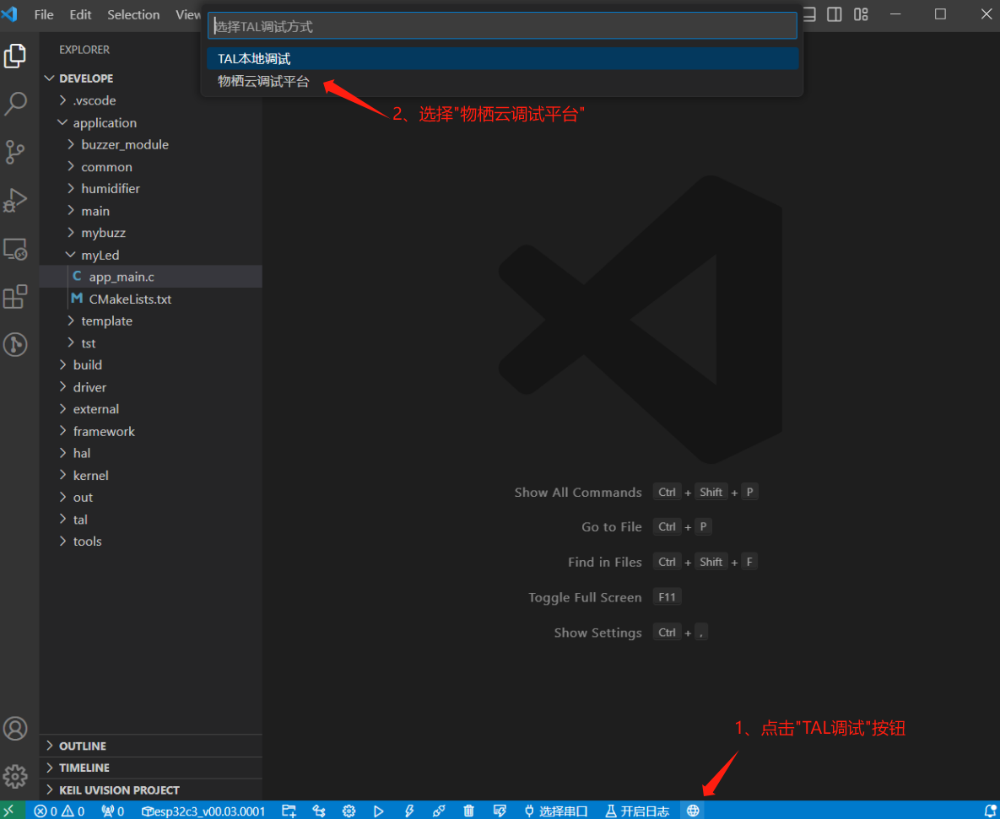 File Edit Selection View
选择TAL调试方式
TAL本地调试
物栖云调试平台
2、选择"物栖云调试平台"
EXPLORER
DEVELOPE
.vscode
application
buzzer_module
common
humidifier
main
mybuzz
myLed
C app_main.c
M CMakeLists.txt
template
tst
build
driver
external
framework
hal
kernel
out
tal
tools
Show All Commands Ctrl + Shift + P
Go to File Ctrl + P
Find in Files Ctrl + Shift + F
Toggle Full Screen F11
Show Settings Ctrl + ,
1、点击"TAL调试"按钮
OUTLINE
TIMELINE
KEIL UVISION PROJECT
0 0 0 esp32c3_v00.03.0001 选择串口 开启日志